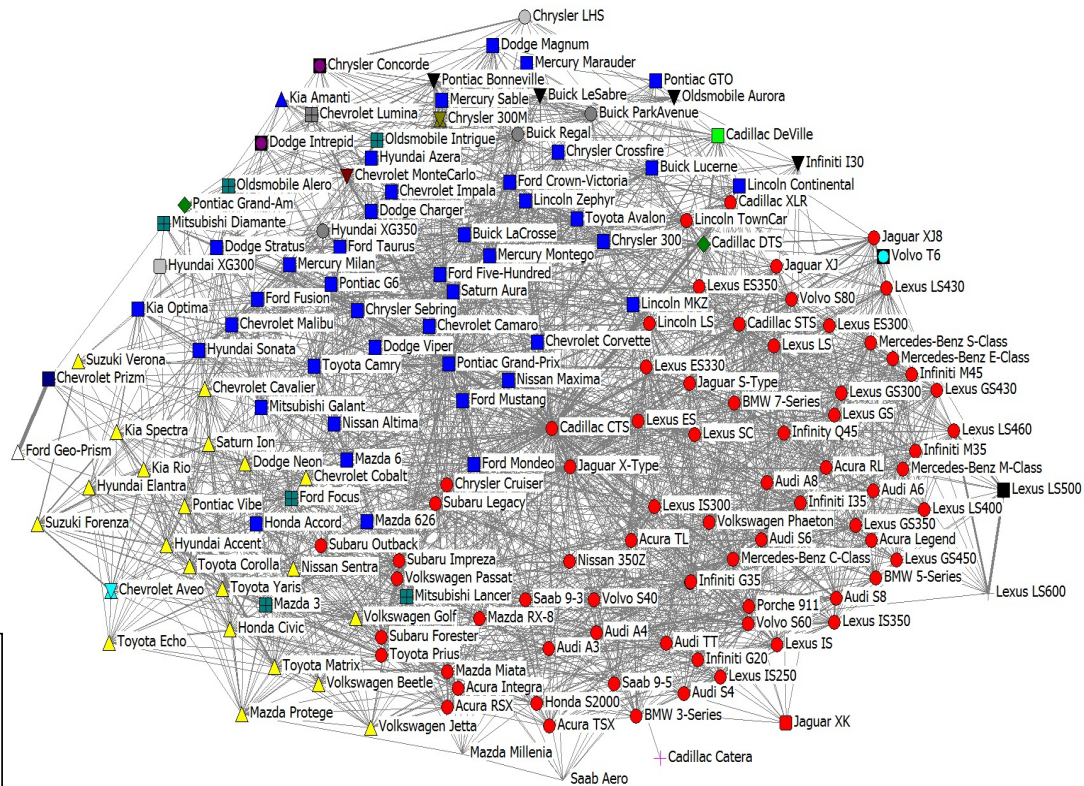 Chrysler LHS
Dodge Magnum
Mercury Marauder
Chrysler Concorde
Pontiac Bonneville
Pontiac GTO
Kia Amanti
Mercury Sable
Buick LeSabre
Oldsmobile Aurora
Chevrolet Lumina
Chrysler 300M
Buick ParkAvenue
Dodge Intrepid
Oldsmobile Intrigue
Buick Regal
Cadillac DeVille
Hyundai Azera
Chrysler Crossfire
Infiniti I30
Chevrolet MonteCarlo
Buick Lucerne
Oldsmobile Alero
Chevrolet Impala
Ford Crown-Victoria
Lincoln Continental
Pontiac Grand-Am
Lincoln Zephyr
Cadillac XLR
Mitsubishi Diamante
Dodge Charger
Toyota Avalon
Lincoln TownCar
Hyundai XG350
Buick LaCrosse
Chrysler 300
Cadillac DTS
Jaguar XJ8
Dodge Stratus
Ford Taurus
Mercury Montego
Volvo T6
Hyundai XG300
Mercury Milan
Ford Five-Hundred
Jaguar XJ
Pontiac G6
Saturn Aura
Lexus ES350
Lexus LS430
Kia Optima
Ford Fusion
Chrysler Sebring
Lincoln MKZ
Volvo S80
Chevrolet Malibu
Chevrolet Camaro
Lincoln LS
Cadillac STS
Lexus ES300
Hyundai Sonata
Dodge Viper
Chevrolet Corvette
Lexus LS
Mercedes-Benz S-Class
Suzuki Verona
Toyota Camry
Pontiac Grand-Prix
Lexus ES330
Mercedes-Benz E-Class
Chevrolet Prizm
Chevrolet Cavalier
Nissan Maxima
Jaguar S-Type
Infiniti M45
Mitsubishi Galant
Ford Mustang
BMW 7-Series
Lexus GS300
Lexus GS430
Kia Spectra
Nissan Altima
Cadillac CTS
Lexus ES
Lexus GS
Ford Geo-Prism
Saturn Ion
Lexus SC
Infinity Q45
Lexus LS460
Kia Rio
Dodge Neon
Mazda 6
Ford Mondeo
Jaguar X-Type
Acura RL
Infiniti M35
Hyundai Elantra
Chevrolet Cobalt
Chrysler Cruiser
Audi A8
Mercedes-Benz M-Class
Pontiac Vibe
Ford Focus
Subaru Legacy
Lexus IS300
Infiniti I35
Audi A6
Lexus LS500
Suzuki Forenza
Honda Accord
Mazda 626
Volkswagen Phaeton
Lexus GS350
Lexus LS400
Hyundai Accent
Subaru Outback
Acura TL
Audi S6
Acura Legend
Toyota Corolla
Nissan Sentra
Subaru Impreza
Nissan 350Z
Mercedes-Benz C-Class
Lexus GS450
Chevrolet Aveo
Toyota Yaris
Volkswagen Passat
Infiniti G35
BMW 5-Series
Mazda 3
Mitsubishi Lancer
Saab 9-3
Volvo S40
Porche 911
Audi S8
Lexus LS600
Toyota Echo
Honda Civic
Volkswagen Golf
Mazda RX-8
Volvo S60
Lexus IS350
Subaru Forester
Audi A4
Audi TT
Lexus IS
Toyota Prius
Audi A3
Infiniti G20
Toyota Matrix
Mazda Miata
Lexus IS250
Volkswagen Beetle
Acura Integra
Saab 9-5
Audi S4
Mazda Protege
Acura RSX
Honda S2000
BMW 3-Series
Jaguar XK
Volkswagen Jetta
Acura TSX
Mazda Millenia
Cadillac Catera
Saab Aero